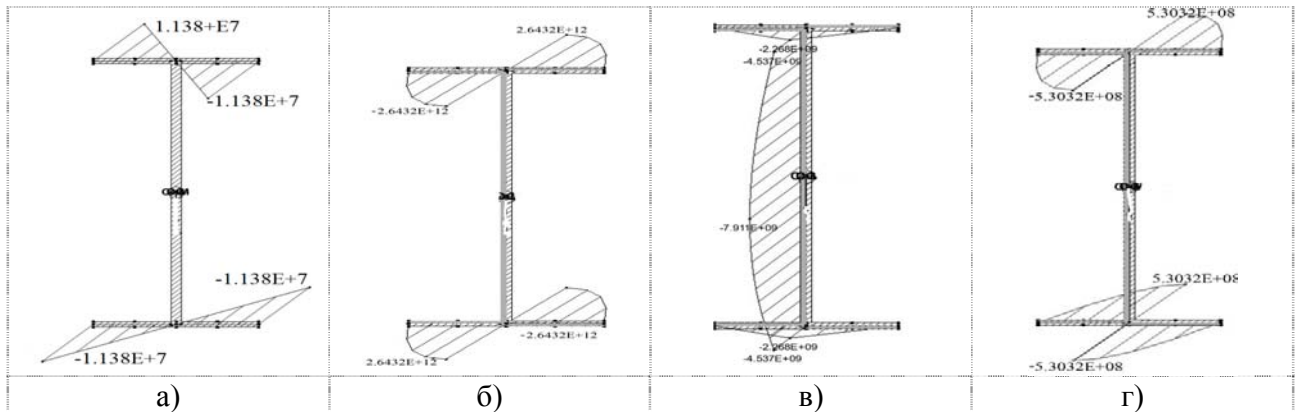 1.138+E7
-1.138E+7
-1.138E+7
-1.138E+7
а)
2.6432E+12
-2.6432E+12
-2.6432E+12
2.6432E+12
б)
-2.268E+09
-4.537E+09
-7.911E+09
-2.268E+09
-4.537E+09
в)
5.3032E+08
-5.3032E+08
5.3032E+08
-5.3032E+08
г)